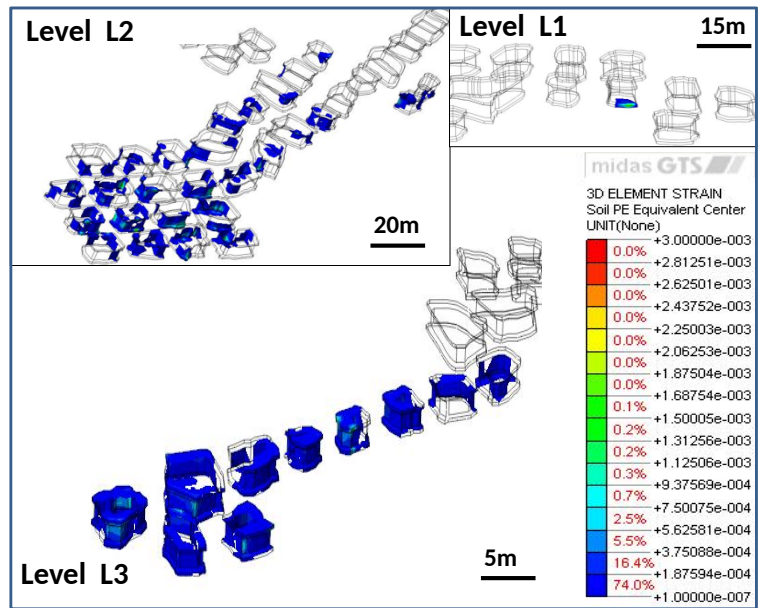 Level L2
Level L1
15m
20m
midas GTS
3D ELEMENT STRAIN
Soil PE Equivalent Center
UNIT(None)
+3.00000e-003
0.0%
+2.81251e-003
0.0%
+2.62501e-003
0.0%
+2.43752e-003
0.0%
+2.25003e-003
0.0%
+2.06253e-003
0.0%
+1.87504e-003
0.0%
+1.68754e-003
0.1%
+1.50005e-003
0.2%
+1.31256e-003
0.2%
+1.12506e-003
0.3%
+9.37569e-004
0.7%
+7.50075e-004
2.5%
+5.62581e-004
5.5%
+3.75088e-004
16.4%
+1.87594e-004
74.0%
+1.00000e-007
Level L3
5m